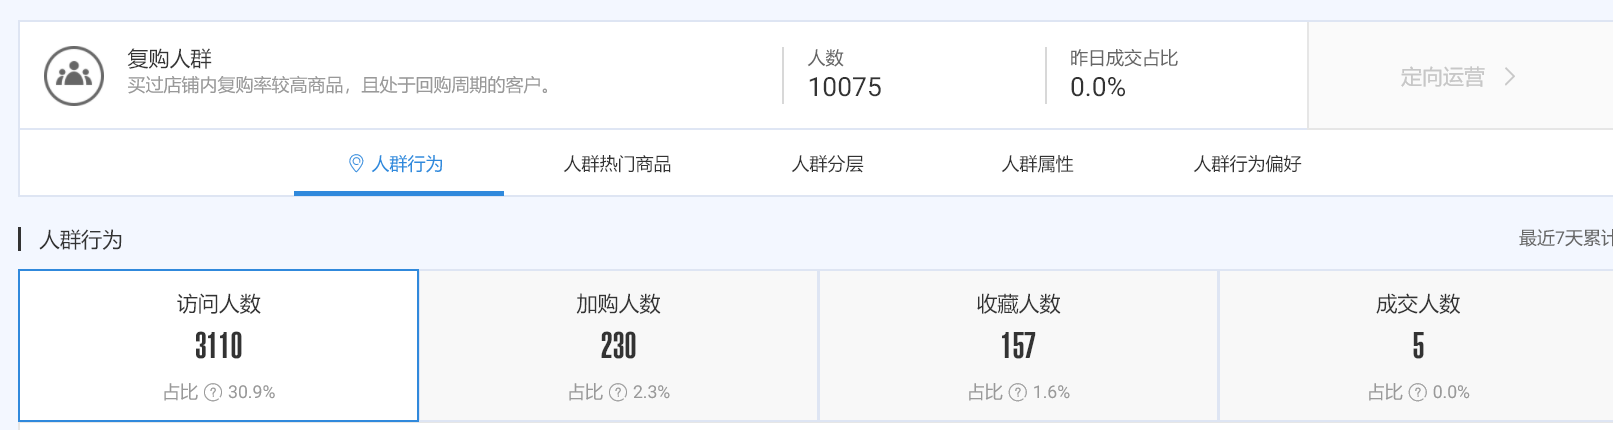 复购人群
买过店铺内复购率较高商品，且处于回购周期的客户。
人数
10075
昨日成交占比
0.0%
定向运营
人群行为
人群热门商品
人群分层
人群属性
人群行为偏好
人群行为
最近7天累计
访问人数
3110
占比 ? 30.9%
加购人数
230
占比 ? 2.3%
收藏人数
157
占比 ? 1.6%
成交人数
5
占比 ? 0.0%